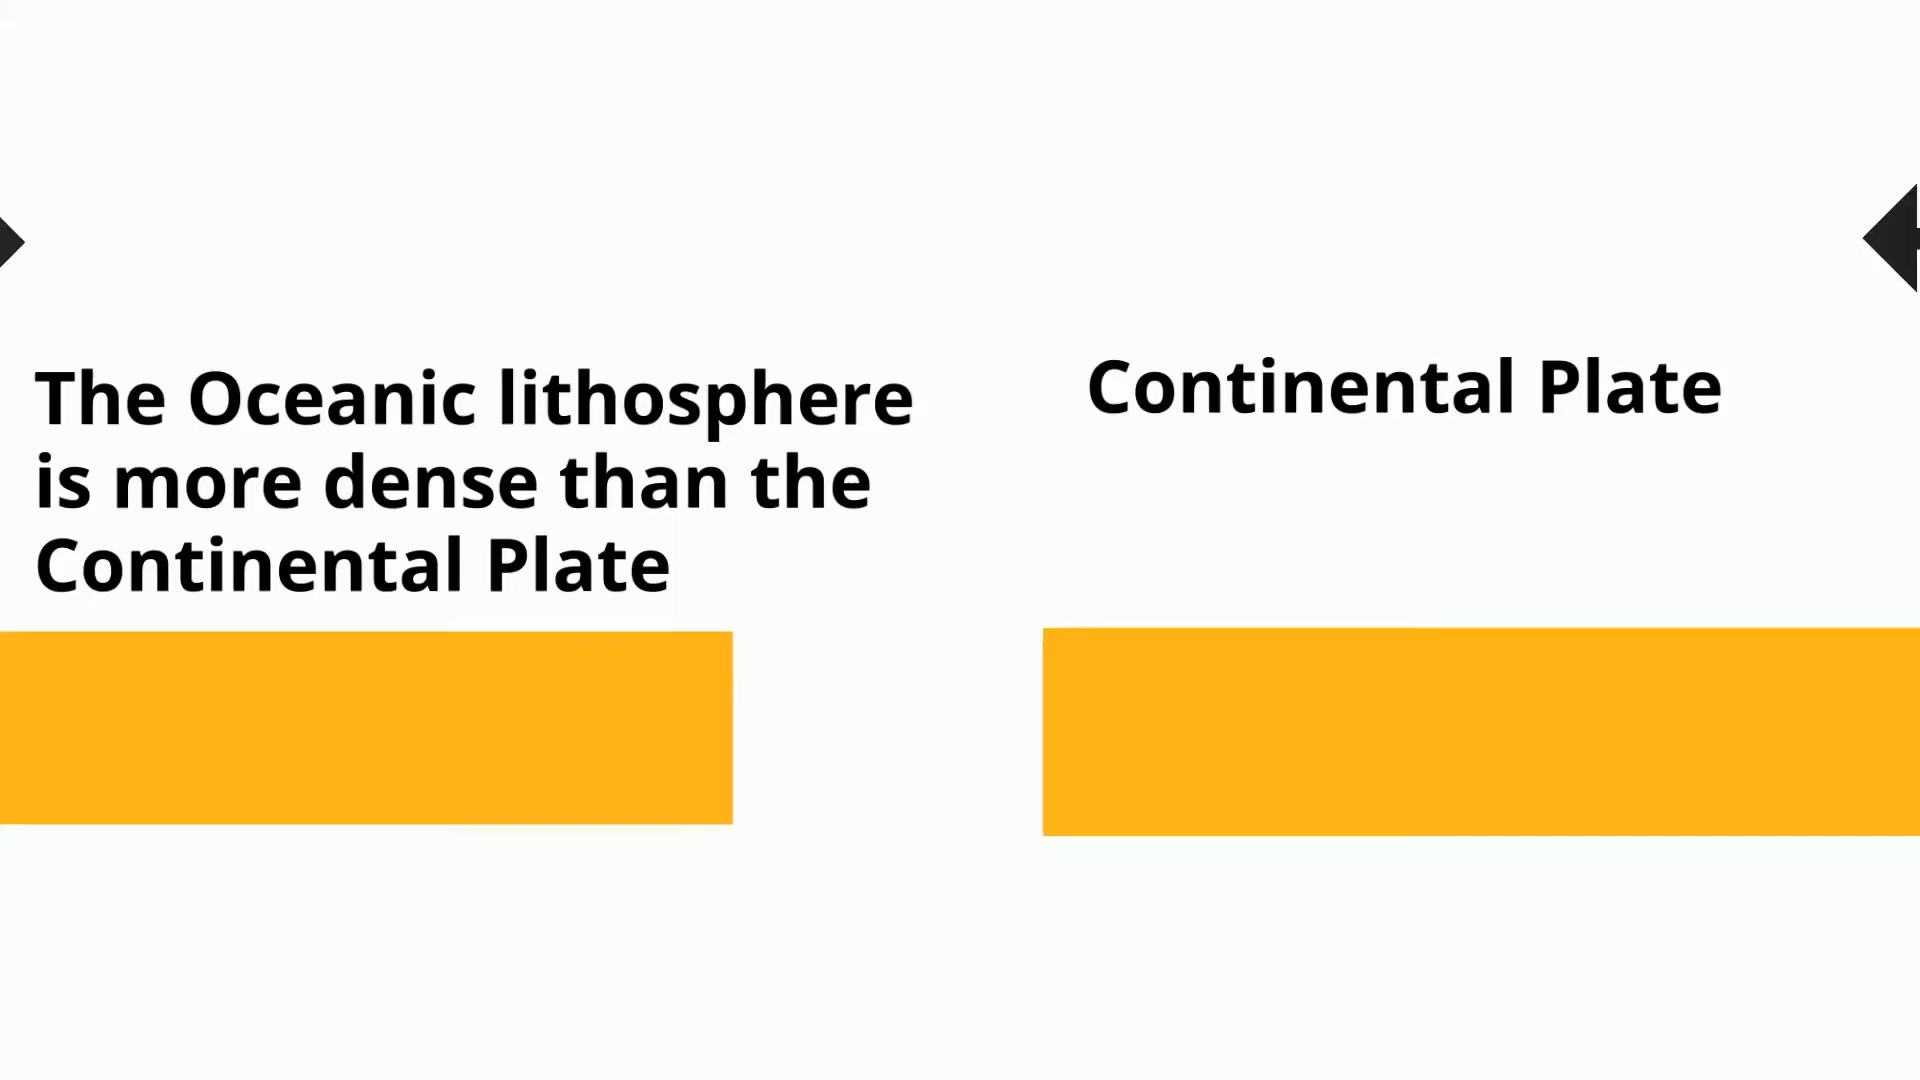 The Oceanic lithosphere
is more dense than the
Continental Plate
Continental Plate